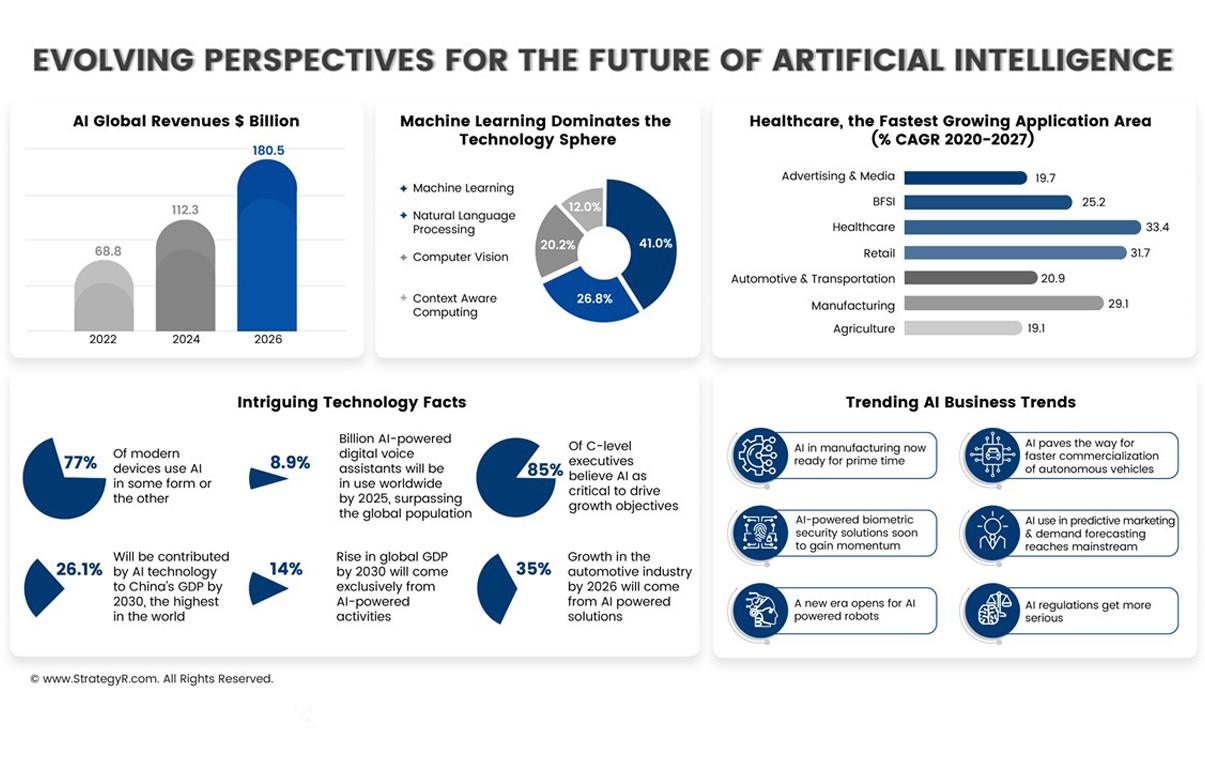 EVOLVING PERSPECTIVES FOR THE FUTURE OF ARTIFICIAL INTELLIGENCE
AI Global Revenues $ Billion
180.5
112.3
68.8
2022
2024
2026
Machine Learning Dominates the
Technology Sphere
Machine Learning
Natural Language
Processing
Computer Vision
Context Aware
Computing
12.0%
20.2%
41.0%
26.8%
Healthcare, the Fastest Growing Application Area
(% CAGR 2020-2027)
Advertising & Media 19.7
BFSI 25.2
Healthcare 33.4
Retail 31.7
Automotive & Transportation 20.9
Manufacturing 29.1
Agriculture 19.1
Intriguing Technology Facts
77%
Of modern
devices use AI
in some form or
the other
8.9%
Billion AI-powered
digital voice
assistants will be
in use worldwide
by 2025, surpassing
the global population
85%
Of C-level
executives
believe AI as
critical to drive
growth objectives
26.1%
Will be contributed
by AI technology
to China's GDP by
2030, the highest
in the world
14%
Rise in global GDP
by 2030 will come
exclusively from
AI-powered
activities
35%
Growth in the
automotive industry
by 2026 will come
from AI powered
solutions
Trending AI Business Trends
AI in manufacturing now
ready for prime time
AI paves the way for
faster commercialization
of autonomous vehicles
AI-powered biometric
security solutions soon
to gain momentum
AI use in predictive marketing
& demand forecasting
reaches mainstream
A new era opens for AI
powered robots
AI regulations get more
serious
© www.StrategyR.com. All Rights Reserved.